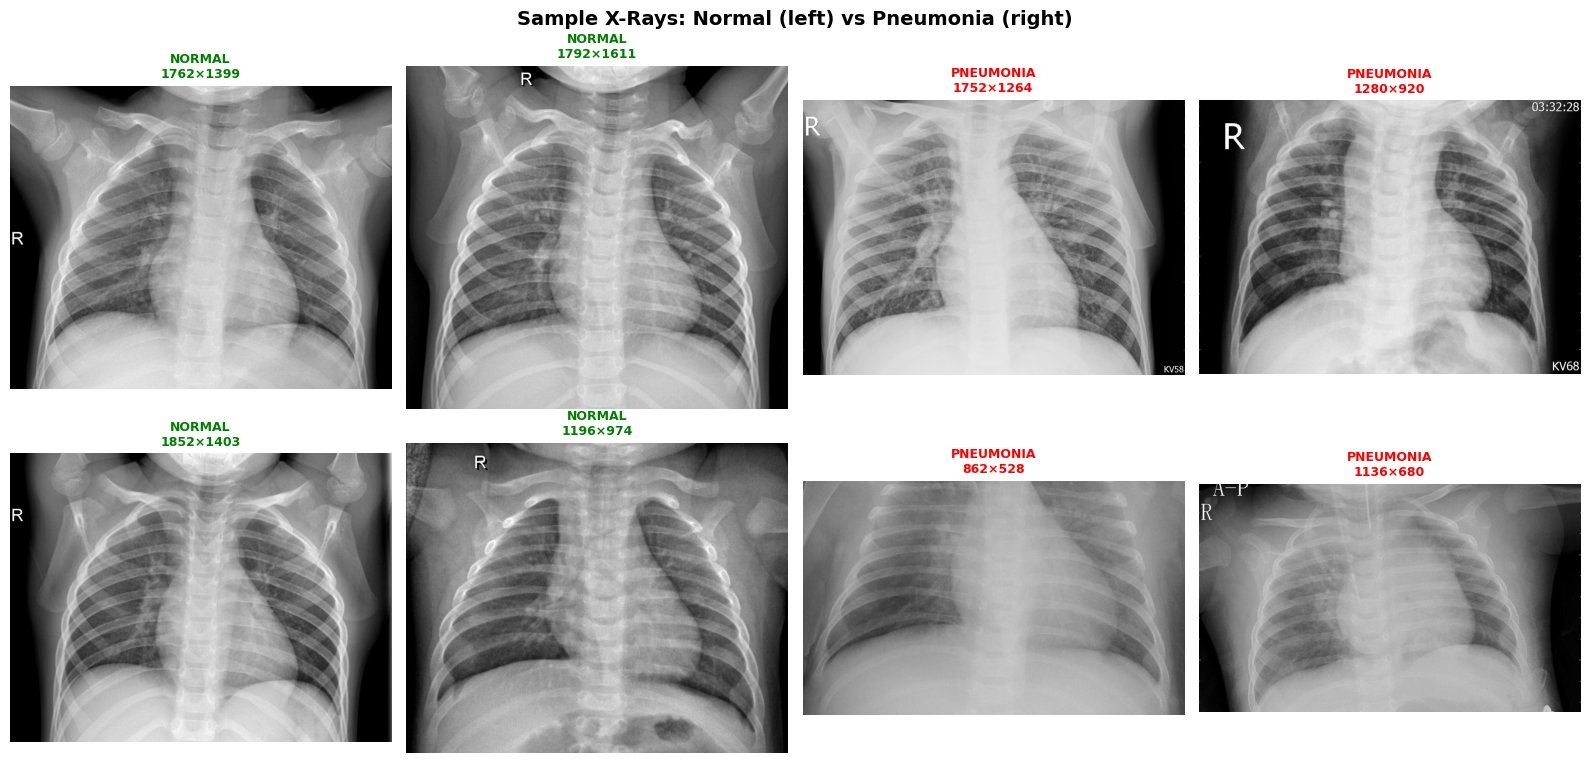 Sample X-Rays: Normal (left) vs Pneumonia (right)
NORMAL
1762×1399
R
NORMAL
1792×1611
R
PNEUMONIA
1752×1264
R
KV58
PNEUMONIA
1280×920
03:32:28
R
KV68
NORMAL
1852×1403
R
NORMAL
1196×974
R
PNEUMONIA
862×528
PNEUMONIA
1136×680
A-P
R